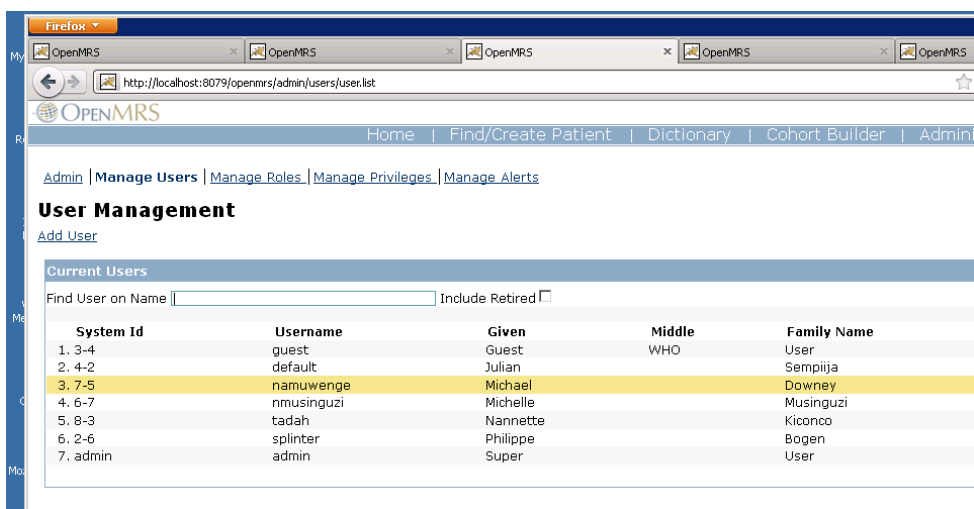 Firefox
OpenMRS OpenMRS OpenMRS OpenMRS OpenMRS
http://localhost:8079/openmrs/admin/users/user.list
OPENMRS
Home | Find/Create Patient | Dictionary | Cohort Builder | Admini
Admin | Manage Users | Manage Roles | Manage Privileges | Manage Alerts
User Management
Add User
Current Users
Find User on Name Include Retired
System Id Username Given Middle Family Name
1. 3-4 guest Guest WHO User
2. 4-2 default Julian Sempiija
3. 7-5 namuwenge Michael Downey
4. 6-7 nmusinguzi Michelle Musinguzi
5. 8-3 tadah Nannette Kiconco
6. 2-6 splinter Philippe Bogen
7. admin admin Super User